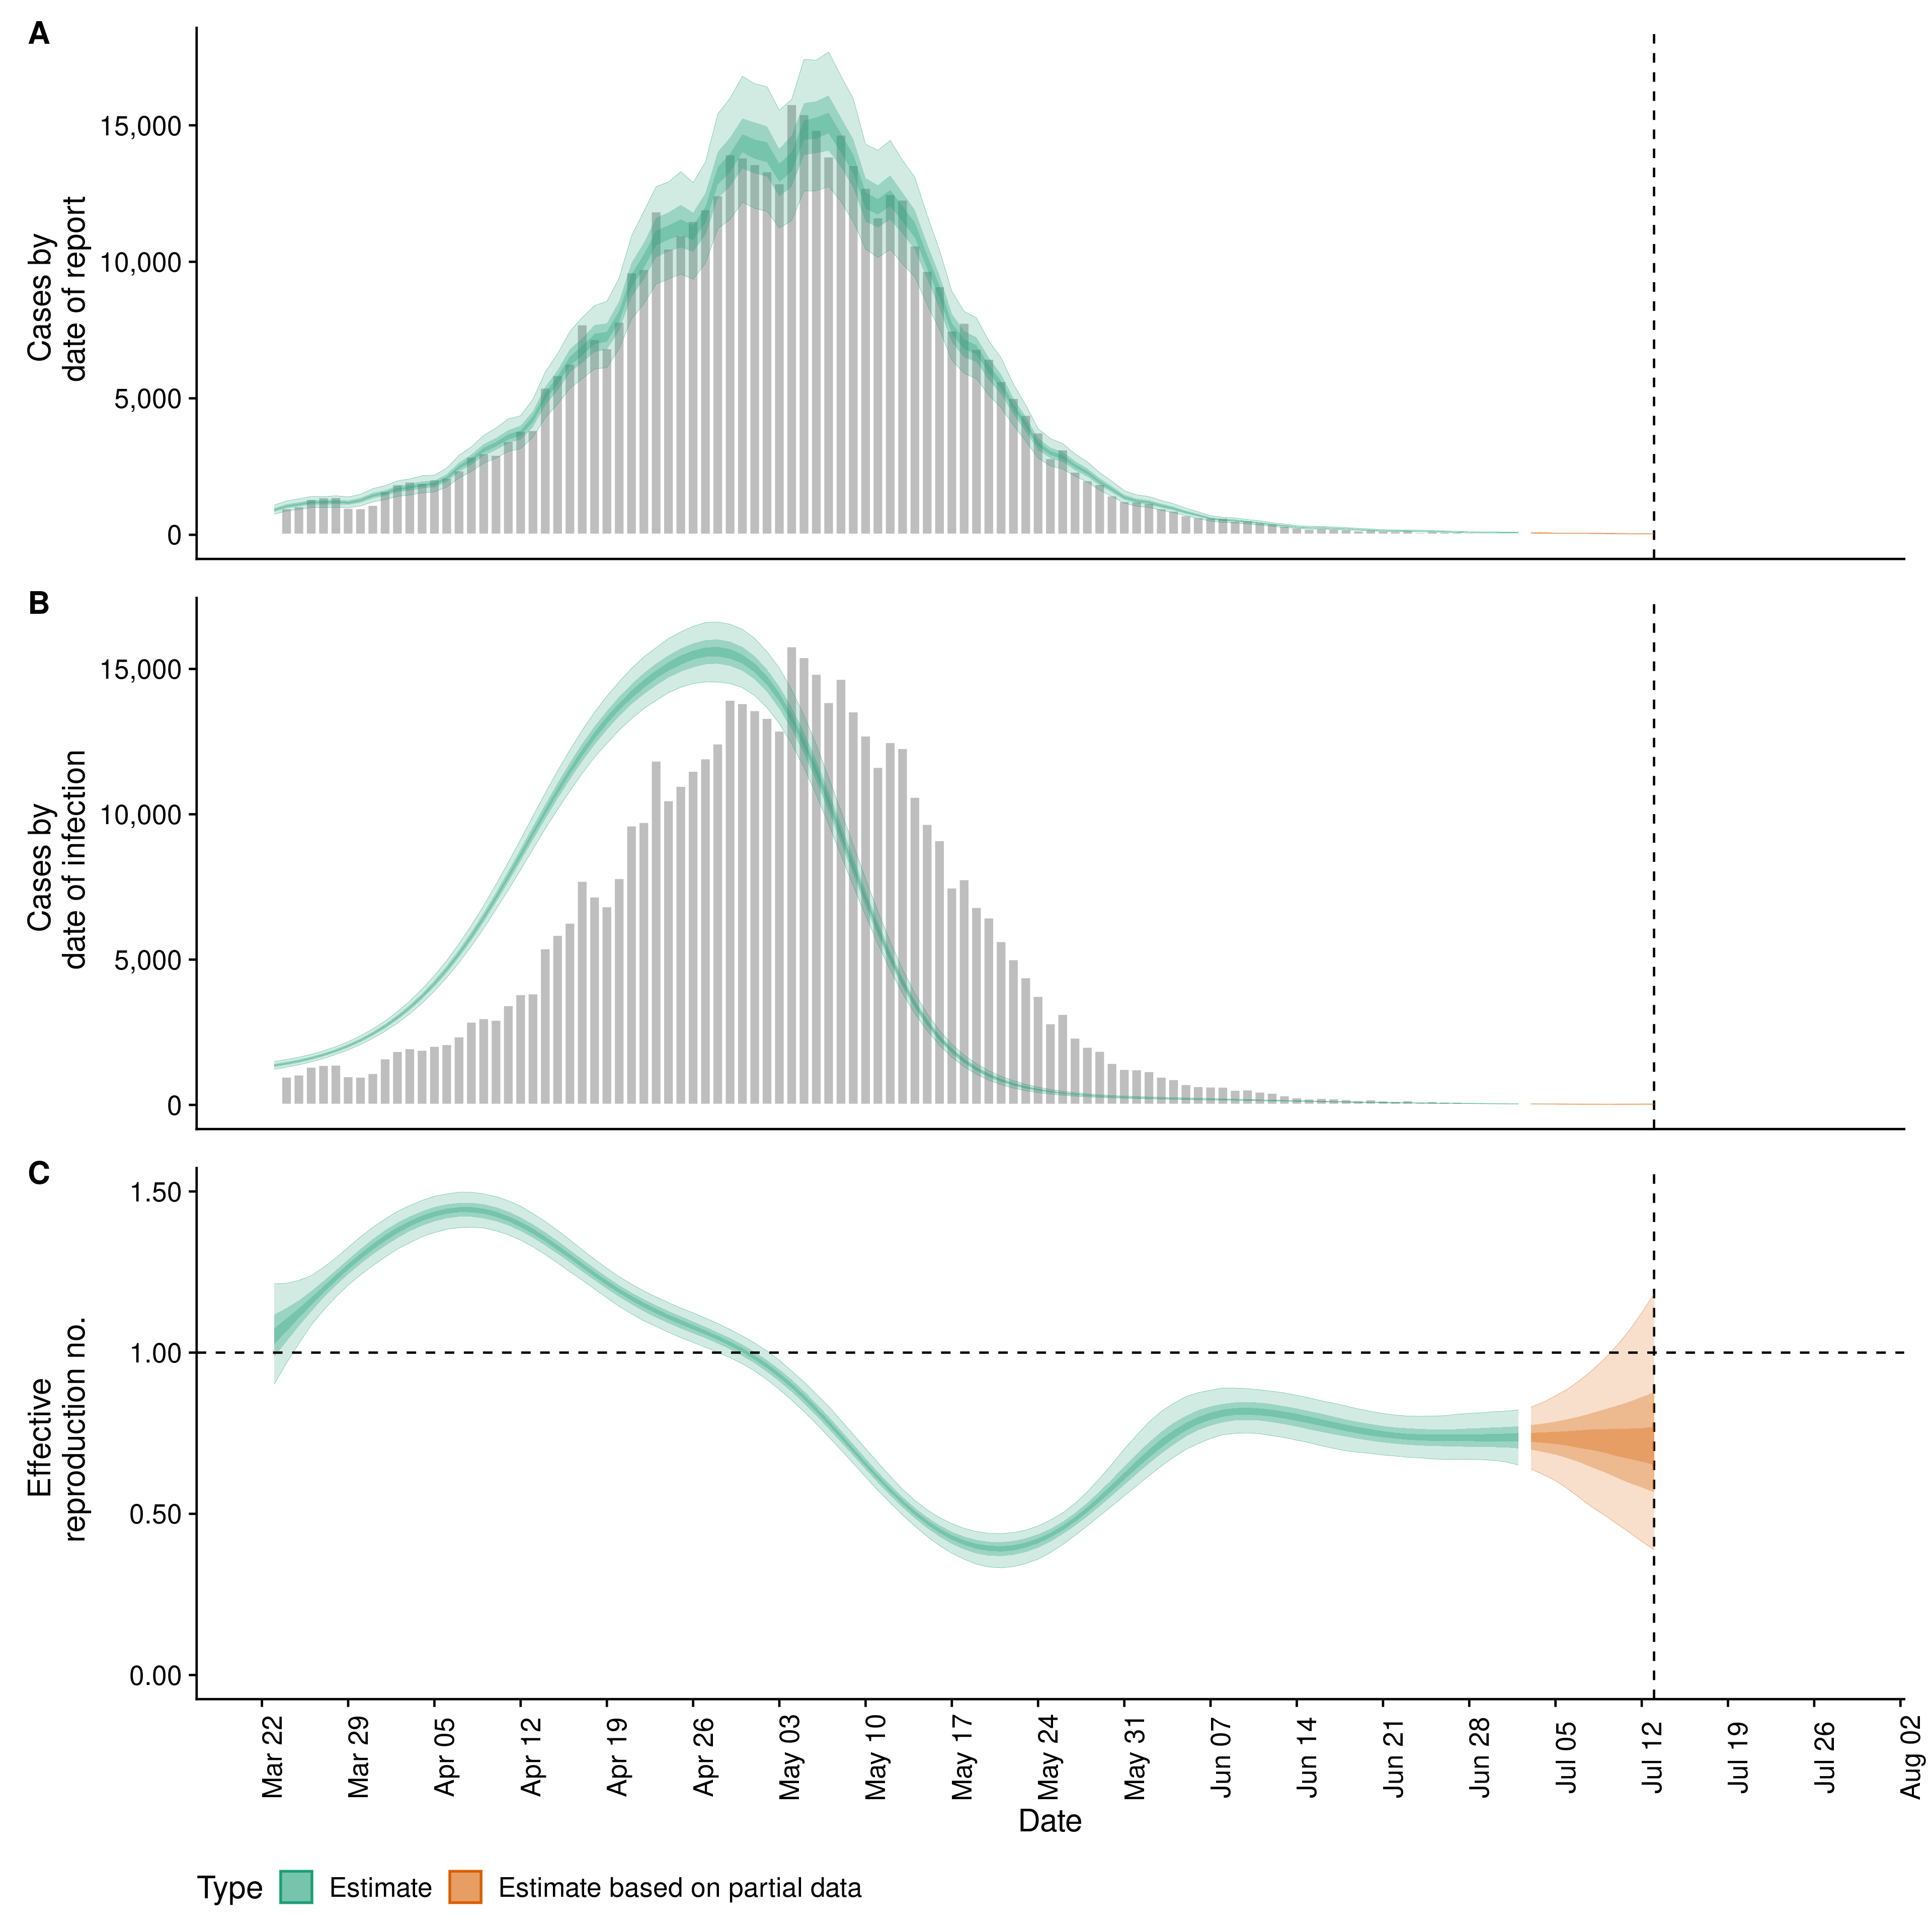 A
Cases by
date of report
15,000
10,000
5,000
0
B
Cases by
date of infection
15,000
10,000
5,000
0
C
Effective
reproduction no.
1.50
1.00
0.50
0.00
Mar 22
Mar 29
Apr 05
Apr 12
Apr 19
Apr 26
May 03
May 10
May 17
May 24
May 31
Jun 07
Jun 14
Jun 21
Jun 28
Jul 05
Jul 12
Jul 19
Jul 26
Aug 02
Date
Type Estimate Estimate based on partial data